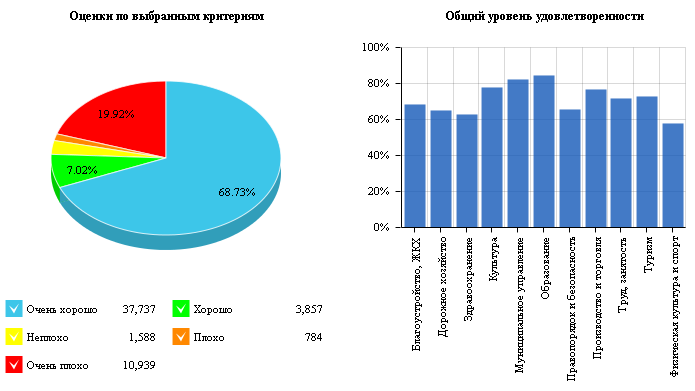 Оценки по выбранным критериям
19.92%
7.02%
68.73%
Очень хорошо 37,737
Хорошо 3,857
Неплохо 1,588
Плохо 784
Очень плохо 10,939
Общий уровень удовлетворенности
100%
80%
60%
40%
20%
0%
Благоустройство, ЖКХ
Дорожное хозяйство
Здравоохранение
Культура
Муниципальное управление
Образование
Правопорядок и безопасность
Производство и торговля
Труд, занятость
Туризм
Физическая культура и спорт